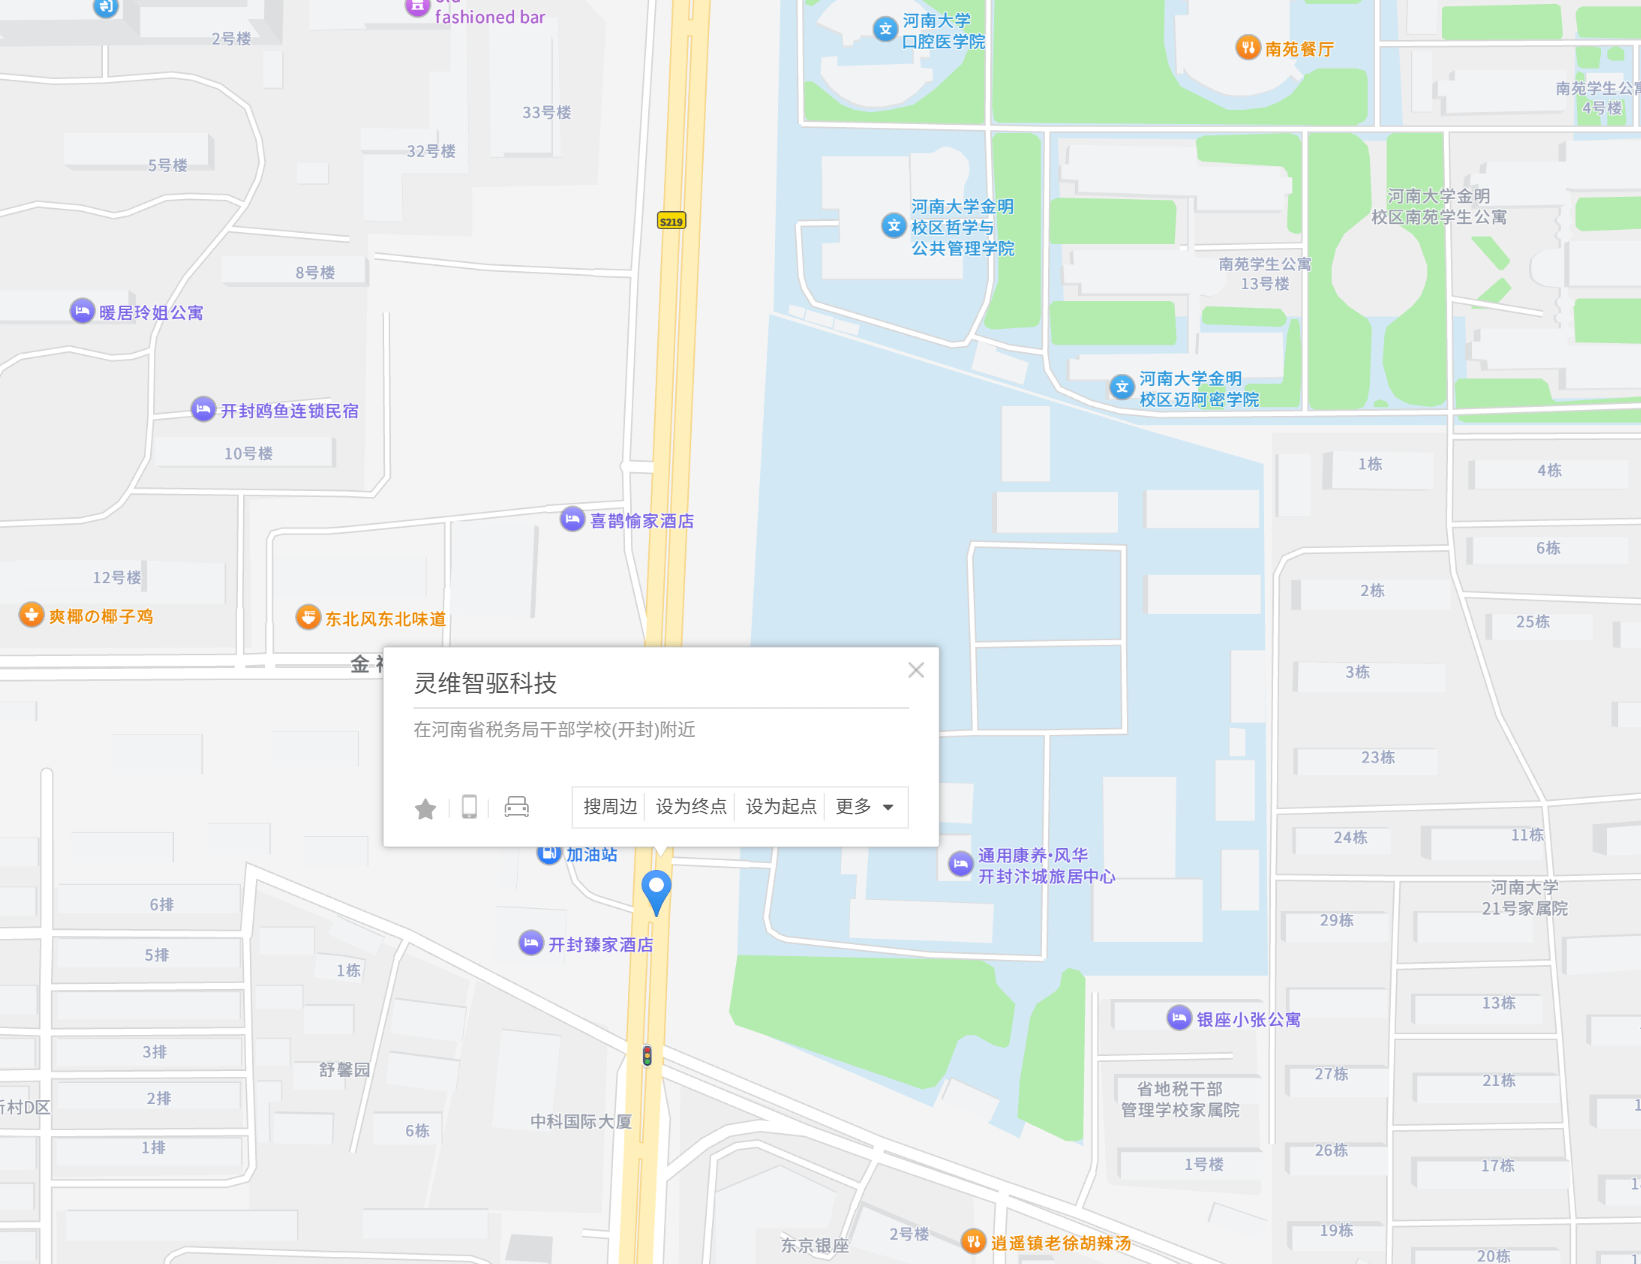 old
fashioned bar
2号楼
河南大学
口腔医学院
南苑餐厅
南苑学生公寓
4号楼
33号楼
32号楼
5号楼
S219
河南大学金明
校区哲学与
公共管理学院
河南大学金明
校区南苑学生公寓
南苑学生公寓
13号楼
8号楼
暖居玲姐公寓
河南大学金明
校区迈阿密学院
开封鸥鱼连锁民宿
10号楼
1栋
4栋
喜鹊愉家酒店
6栋
12号楼
2栋
爽椰の椰子鸡
东北风东北味道
25栋
金
3栋
灵维智驱科技
在河南省税务局干部学校(开封)附近
23栋
搜周边
设为终点
设为起点
更多
24栋
11栋
加油站
通用康养·风华
开封汴城旅居中心
河南大学
21号家属院
6排
29栋
开封臻家酒店
5排
1栋
13栋
银座小张公寓
3排
舒馨园
27栋
21栋
2排
新村D区
省地税干部
管理学校家属院
中科国际大厦
6栋
1排
26栋
1号楼
17栋
19栋
2号楼
东京银座
逍遥镇老徐胡辣汤
20栋